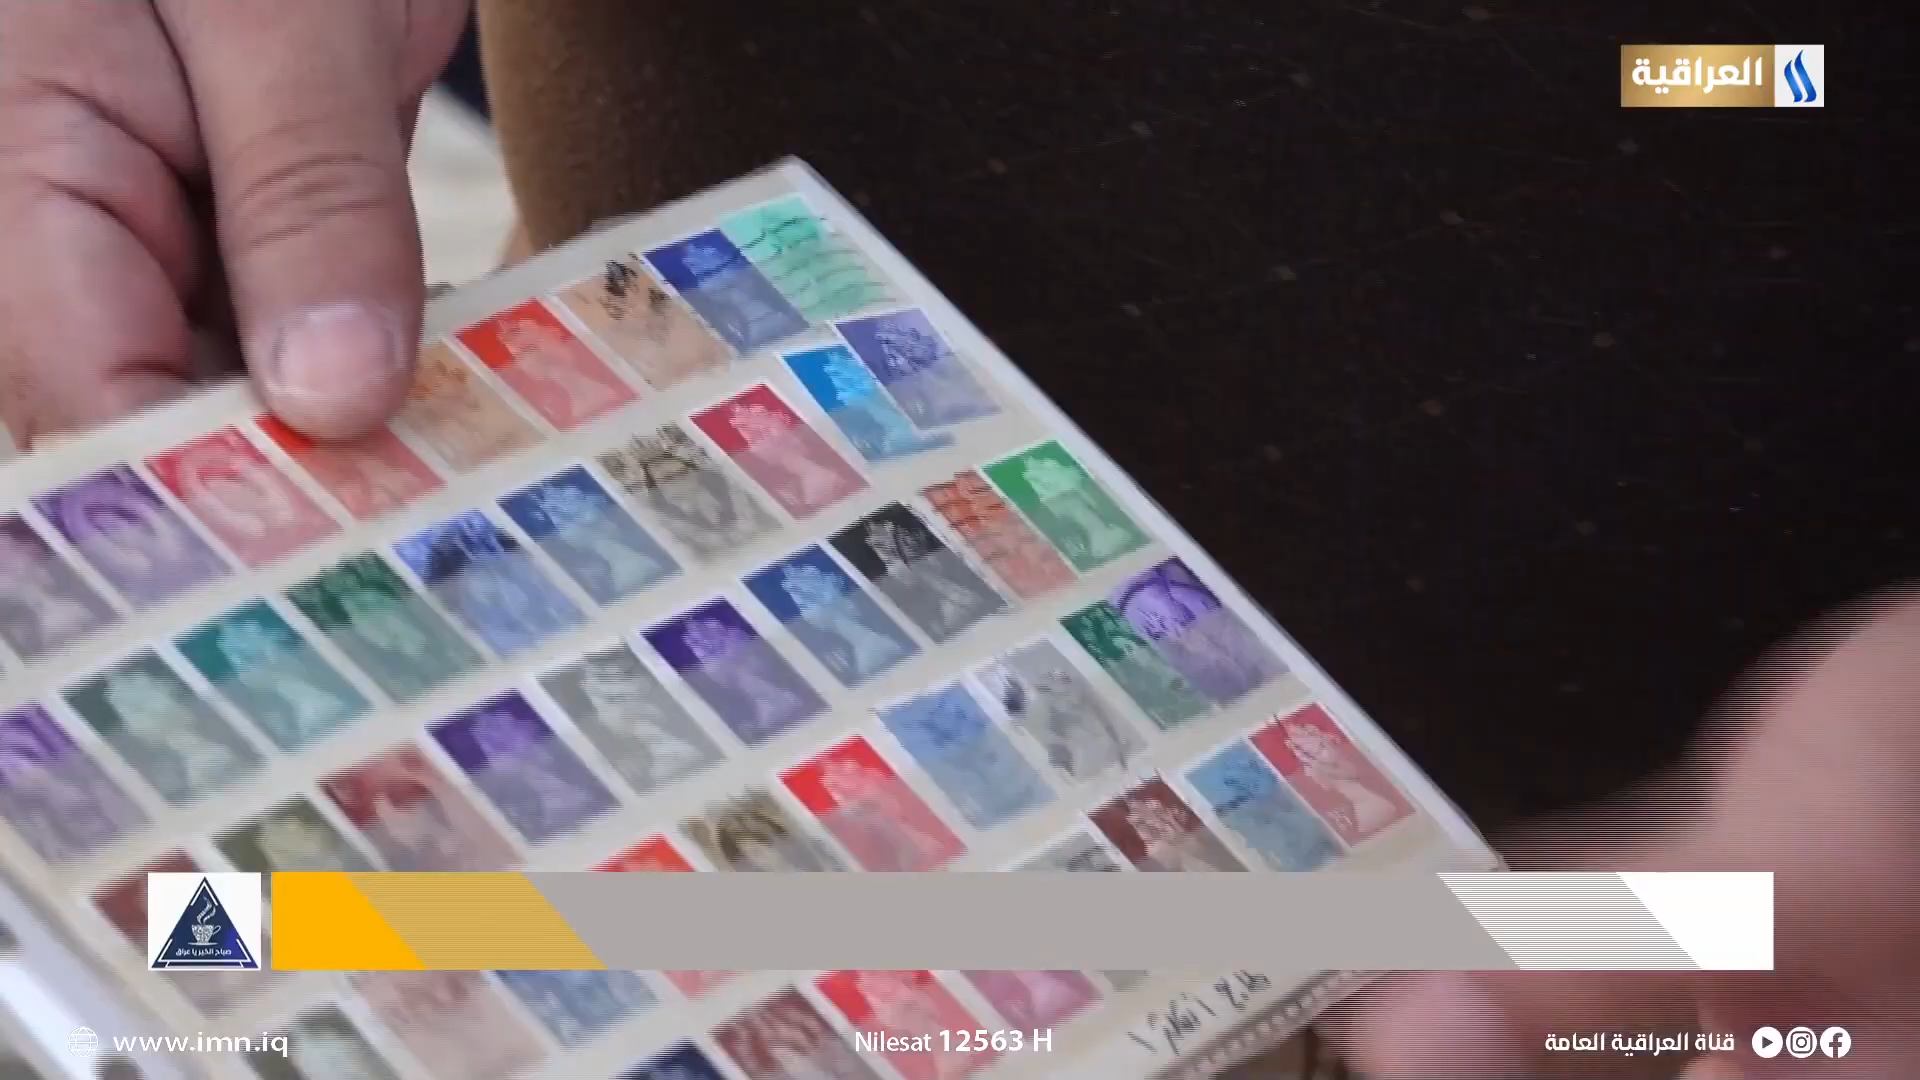 العراقية
صباح الخير يا عراق
www.imn.iq
Nilesat 12563 H
قناة العراقية العامة